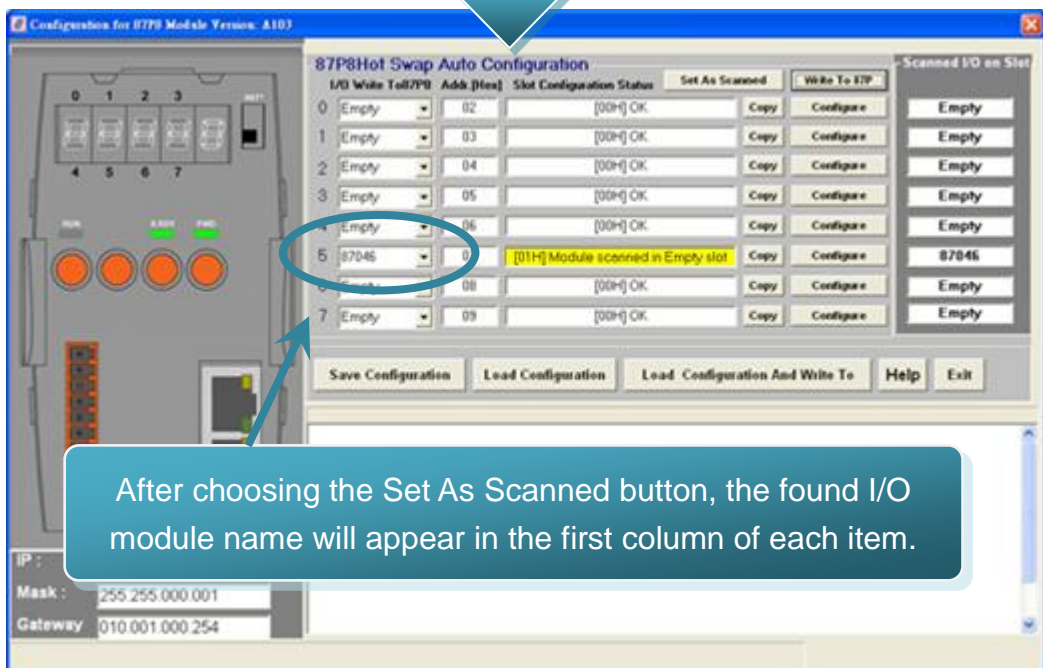 Configuration for 87P8 Module Version: A103
87P8Hot Swap Auto Configuration
Scanned I/O on Slot
I/O Write To87P8 Addr.[Hex] Slot Configuration Status Set As Scanned Write To 87P
0 Empty 02 [00H] OK Copy Configure Empty
1 Empty 03 [00H] OK Copy Configure Empty
2 Empty 04 [00H] OK Copy Configure Empty
3 Empty 05 [00H] OK Copy Configure Empty
Empty 06 [00H] OK Copy Configure Empty
5 87046 [01H] Module scanned in Empty slot Copy Configure 87046
Empty 08 [00H] OK Copy Configure Empty
7 Empty 09 [00H] OK Copy Configure Empty
0 1 2 3
4 5 6 7
Save Configuration Load Configuration Load Configuration And Write To Help Exit
After choosing the Set As Scanned button, the found I/O
module name will appear in the first column of each item.
IP :
Mask : 255.255.000.001
Gateway 010.001.000.254